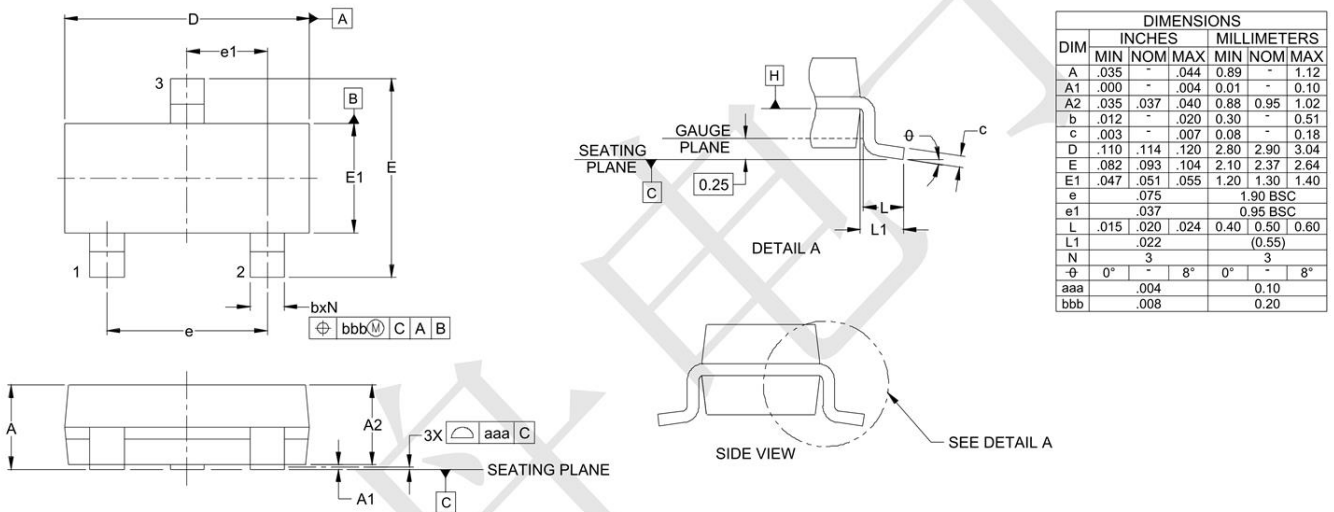 D
A
e1
3
B
E1
E
1
2
bxN
e
⌖ bbbⓂ C A B
A
A2
3X ⌓ aaa C
SEATING PLANE
A1
C
H
GAUGE
PLANE
SEATING
PLANE
C
0.25
θ
c
L
L1
DETAIL A
SIDE VIEW
SEE DETAIL A
DIMENSIONS
DIM INCHES MILLIMETERS
MIN NOM MAX MIN NOM MAX
A .035 - .044 0.89 - 1.12
A1 .000 - .004 0.01 - 0.10
A2 .035 .037 .040 0.88 0.95 1.02
b .012 - .020 0.30 - 0.51
c .003 - .007 0.08 - 0.18
D .110 .114 .120 2.80 2.90 3.04
E .082 .093 .104 2.10 2.37 2.64
E1 .047 .051 .055 1.20 1.30 1.40
e .075 1.90 BSC
e1 .037 0.95 BSC
L .015 .020 .024 0.40 0.50 0.60
L1 .022 (0.55)
N 3 3
θ 0° - 8° 0° - 8°
aaa .004 0.10
bbb .008 0.20